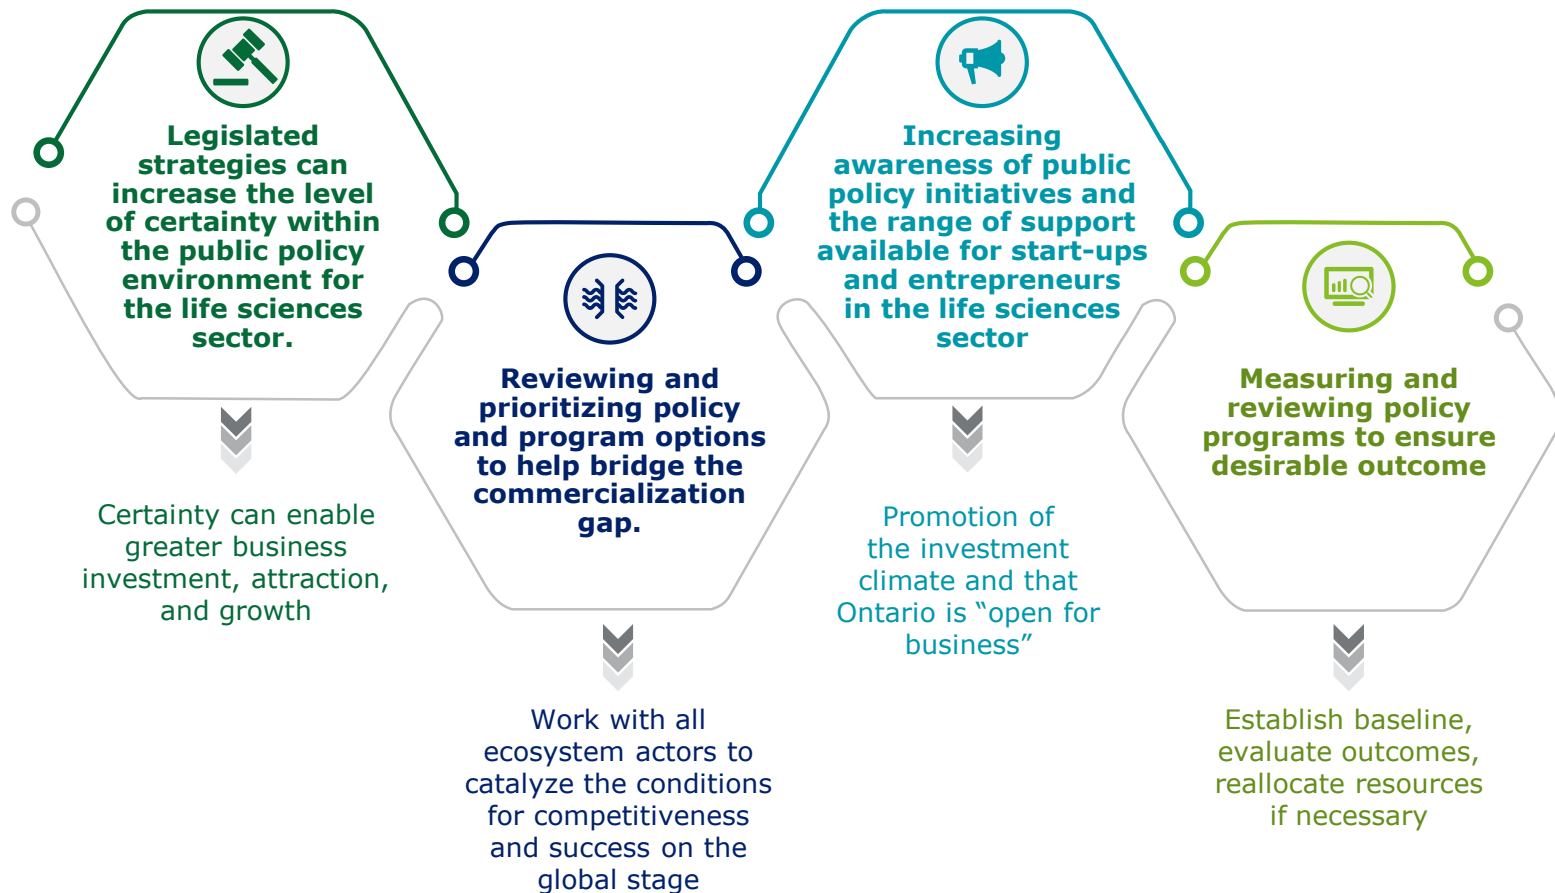 Legislated
strategies can
increase the level
of certainty within
the public policy
environment for
the life sciences
sector.
Certainty can enable
greater business
investment, attraction,
and growth
Reviewing and
prioritizing policy
and program options
to help bridge the
commercialization
gap.
Work with all
ecosystem actors to
catalyze the conditions
for competitiveness
and success on the
global stage
Increasing
awareness of public
policy initiatives and
the range of support
available for start-ups
and entrepreneurs
in the life sciences
sector
Promotion of
the investment
climate and that
Ontario is “open for
business”
Measuring and
reviewing policy
programs to ensure
desirable outcome
Establish baseline,
evaluate outcomes,
reallocate resources
if necessary